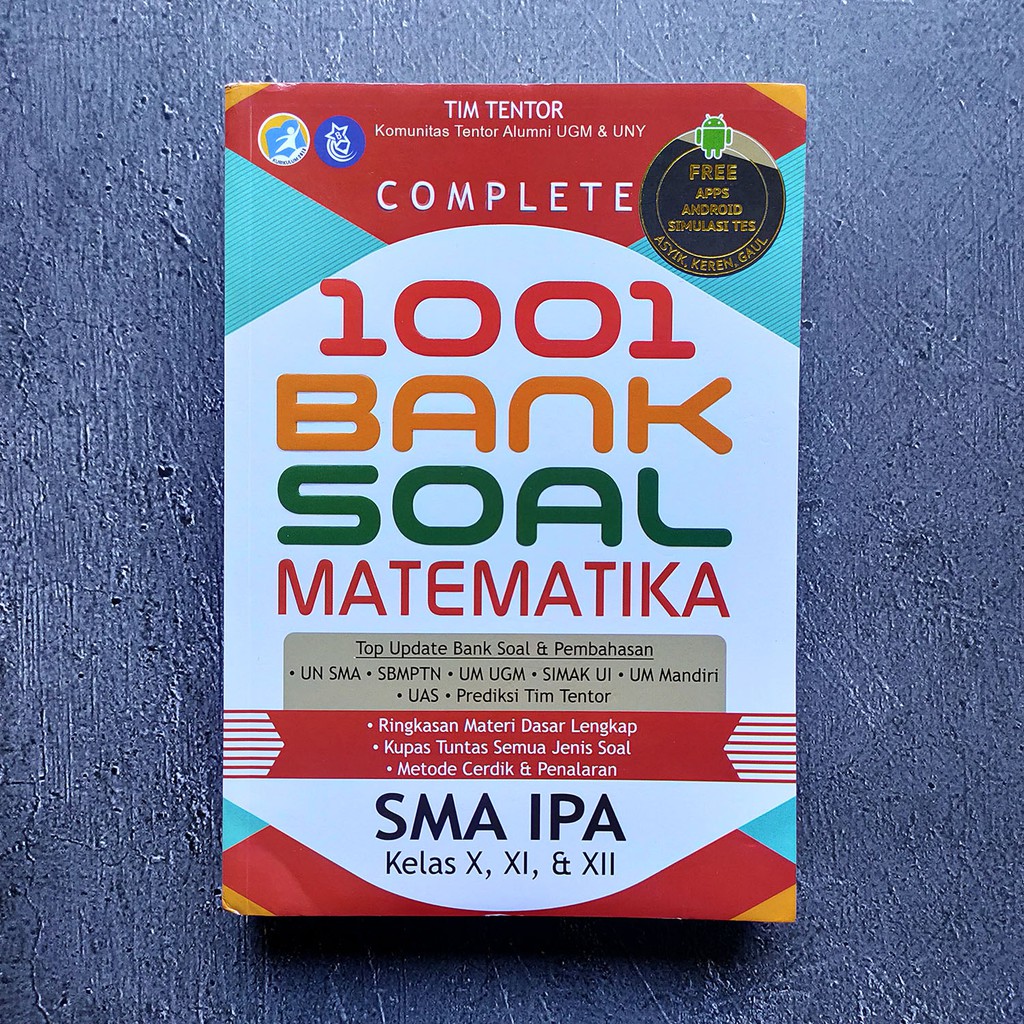 TIM TENTOR
Komunitas Tentor Alumni UGM & UNY
KURIKULUM 2013
COMPLETE
FREE
APPS
ANDROID
SIMULASI TES
ASYIK, KEREN, GAUL
1001
BANK
SOAL
MATEMATIKA
Top Update Bank Soal & Pembahasan
• UN SMA • SBMPTN • UM UGM • SIMAK UI • UM Mandiri
• UAS • Prediksi Tim Tentor
• Ringkasan Materi Dasar Lengkap
• Kupas Tuntas Semua Jenis Soal
• Metode Cerdik & Penalaran
SMA IPA
Kelas X, XI, & XII